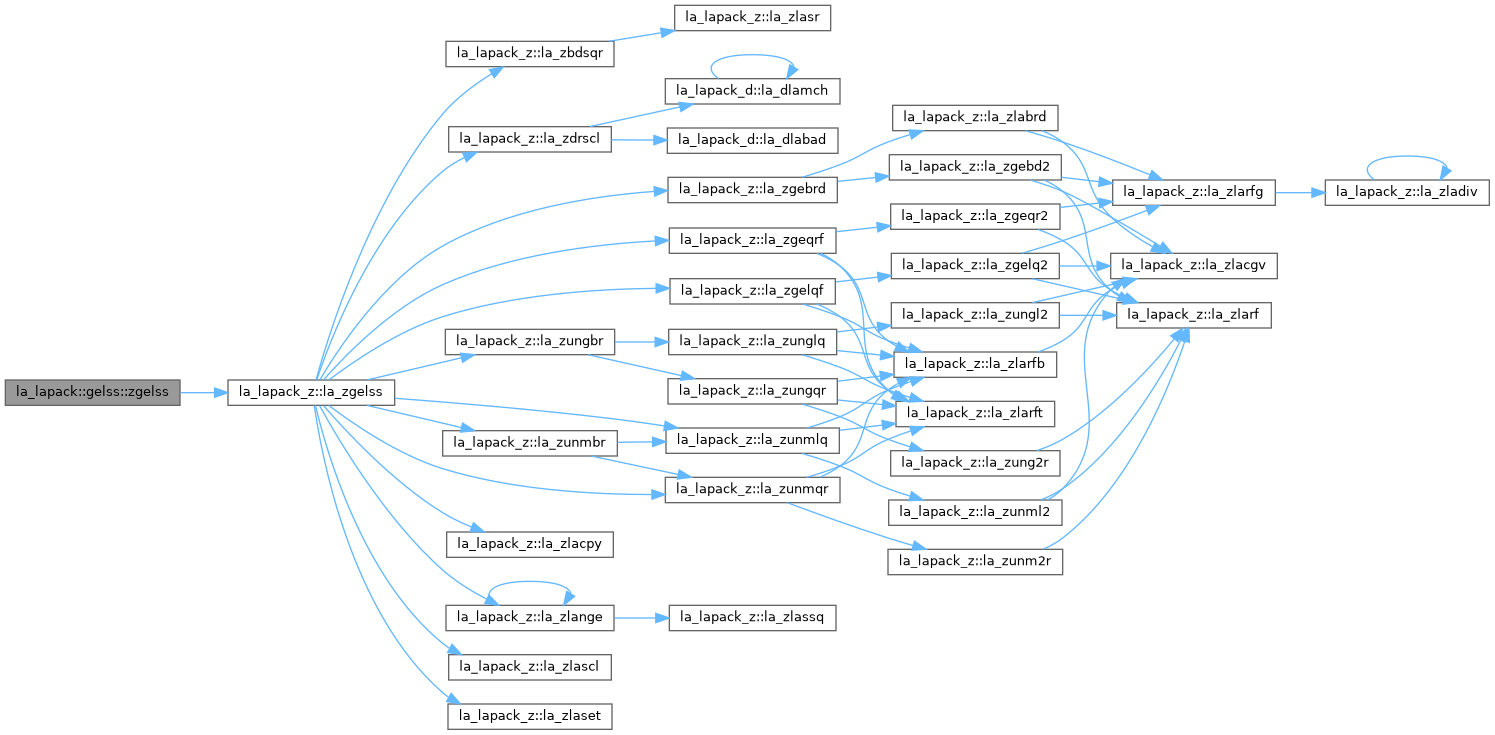 la_lapack::gelss::zgelss
la_lapack_z::la_zgelss
la_lapack_z::la_zbdsqr
la_lapack_z::la_zdrscl
la_lapack_z::la_zungbr
la_lapack_z::la_zunmbr
la_lapack_z::la_zlacpy
la_lapack_z::la_zlange
la_lapack_z::la_zlascl
la_lapack_z::la_zlaset
la_lapack_z::la_zlasr
la_lapack_d::la_dlamch
la_lapack_d::la_dlabad
la_lapack_z::la_zgebrd
la_lapack_z::la_zgeqrf
la_lapack_z::la_zgelqf
la_lapack_z::la_zunglq
la_lapack_z::la_zungqr
la_lapack_z::la_zunmlq
la_lapack_z::la_zunmqr
la_lapack_z::la_zlassq
la_lapack_z::la_zlabrd
la_lapack_z::la_zgebd2
la_lapack_z::la_zgeqr2
la_lapack_z::la_zgelq2
la_lapack_z::la_zungl2
la_lapack_z::la_zlarfb
la_lapack_z::la_zlarft
la_lapack_z::la_zung2r
la_lapack_z::la_zunml2
la_lapack_z::la_zunm2r
la_lapack_z::la_zlarfg
la_lapack_z::la_zlacgv
la_lapack_z::la_zlarf
la_lapack_z::la_zladiv